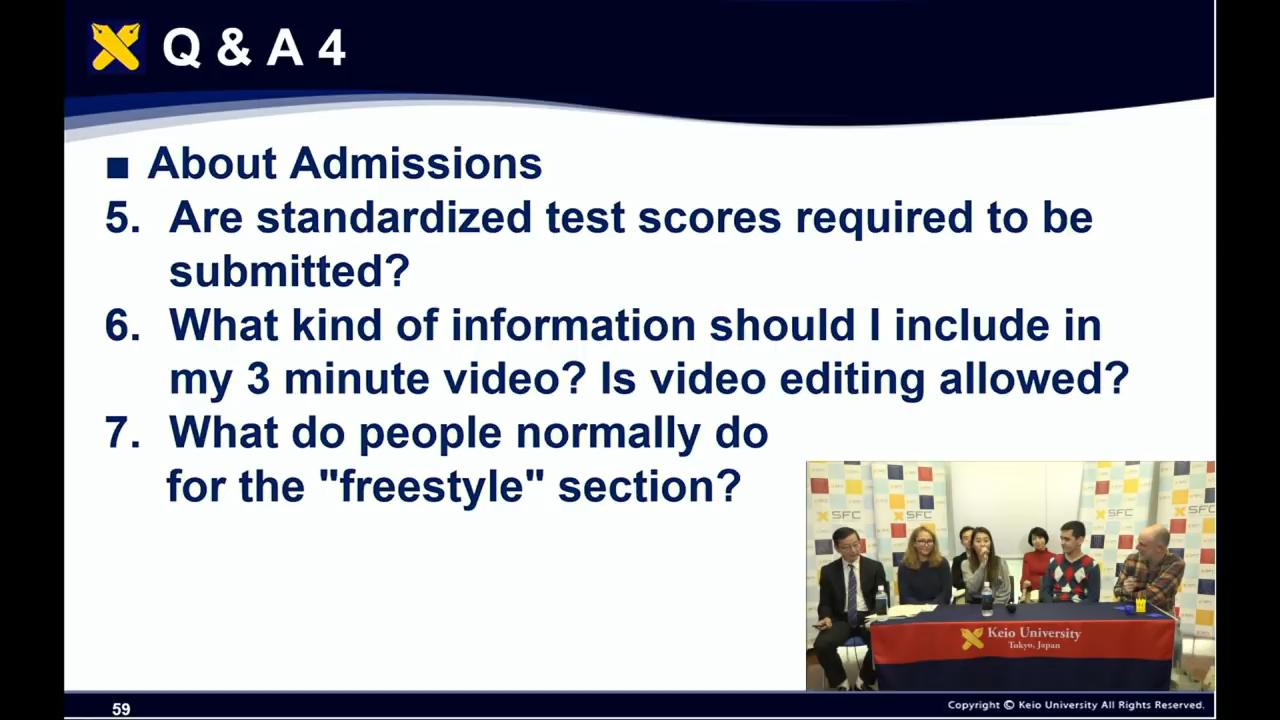 Q & A 4
■ About Admissions
5. Are standardized test scores required to be
submitted?
6. What kind of information should I include in
my 3 minute video? Is video editing allowed?
7. What do people normally do
for the "freestyle" section?
SFC
SFC
SFC
Keio University
Tokyo, Japan
59
Copyright © Keio University All Rights Reserved.